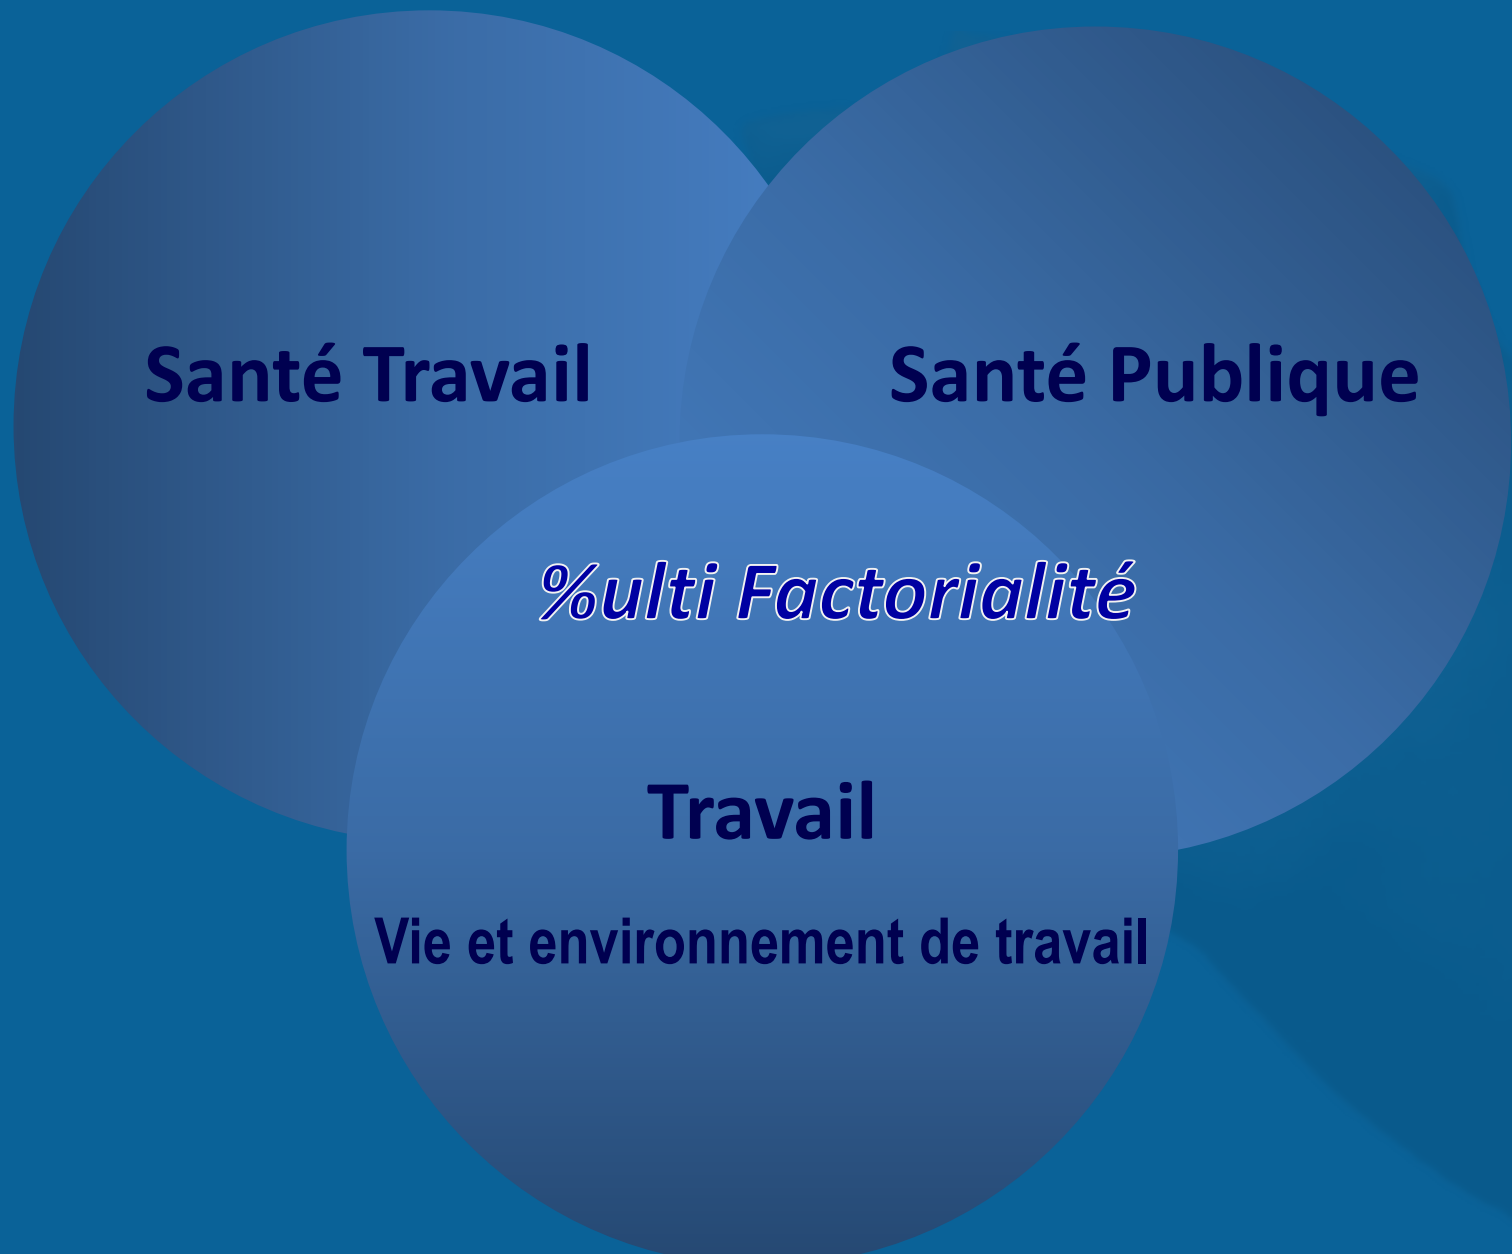 Santé Travail
Santé Publique
%ulti Factorialité
Travail
Vie et environnement de travail